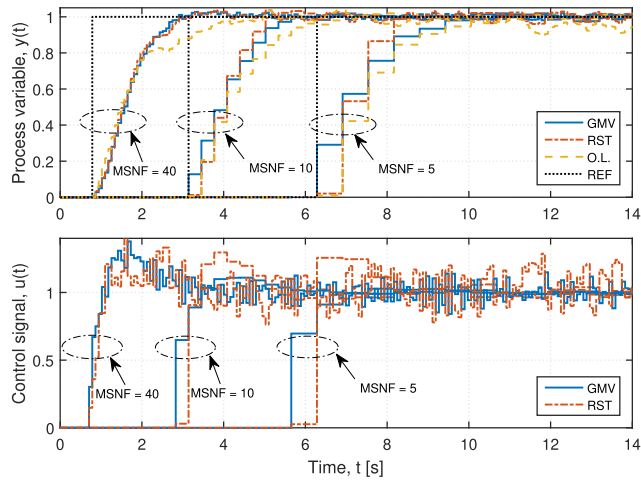 Process variable, y(t)
1
0.8
0.6
0.4
0.2
0
MSNF = 40
MSNF = 10
MSNF = 5
GMV
RST
O.L.
REF
0 2 4 6 8 10 12 14
Control signal, u(t)
1
0.5
0
MSNF = 40
MSNF = 10
MSNF = 5
GMV
RST
0 2 4 6 8 10 12 14
Time, t [s]